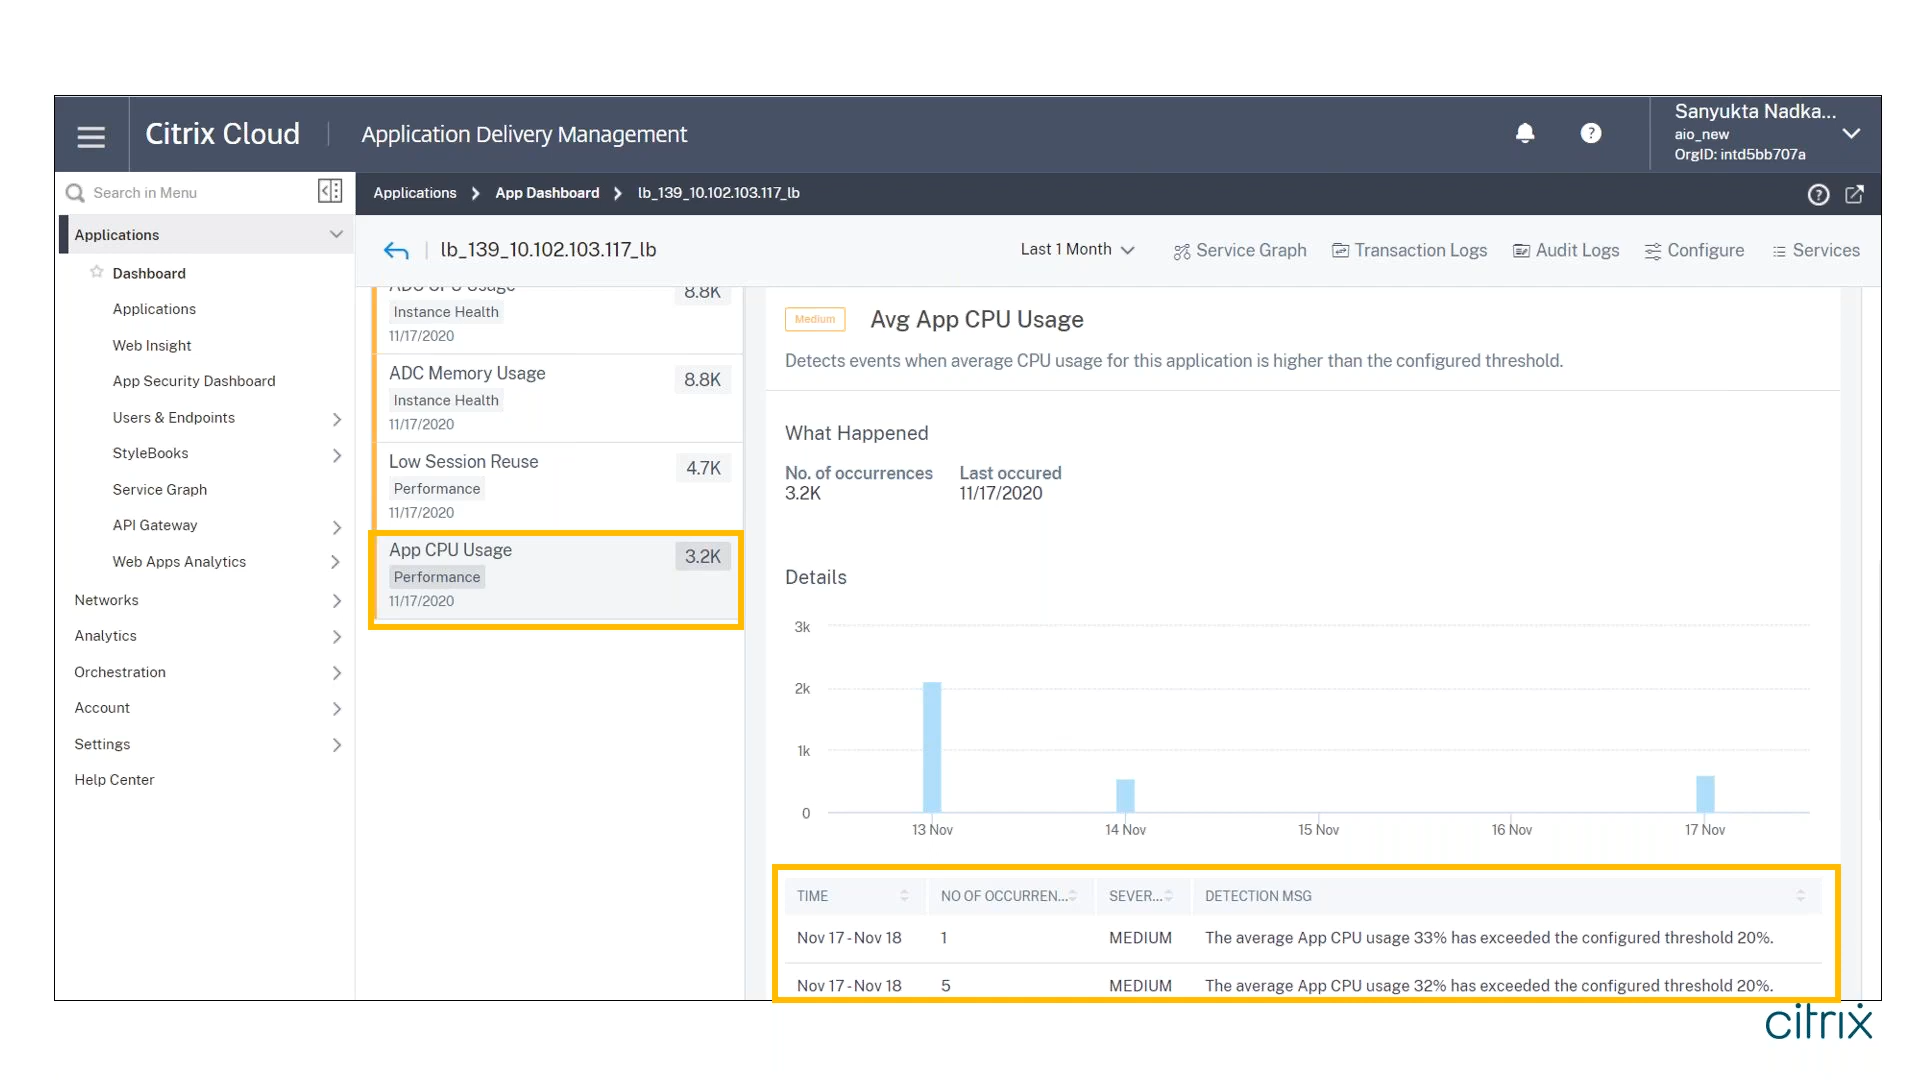 Citrix Cloud
Application Delivery Management
?
Sanyukta Nadka...
aio_new
OrgID: intd5bb707a
Search in Menu
Applications > App Dashboard > lb_139_10.102.103.117_lb
?
Applications
Dashboard
Applications
Web Insight
App Security Dashboard
Users & Endpoints
StyleBooks
Service Graph
API Gateway
Web Apps Analytics
Networks
Analytics
Orchestration
Account
Settings
Help Center
lb_139_10.102.103.117_lb
Last 1 Month
Service Graph
Transaction Logs
Audit Logs
Configure
Services
ADC CPU Usage 8.8K
Instance Health
11/17/2020
ADC Memory Usage 8.8K
Instance Health
11/17/2020
Low Session Reuse 4.7K
Performance
11/17/2020
App CPU Usage 3.2K
Performance
11/17/2020
Medium Avg App CPU Usage
Detects events when average CPU usage for this application is higher than the configured threshold.
What Happened
No. of occurrences Last occured
3.2K 11/17/2020
Details
3k
2k
1k
0
13 Nov 14 Nov 15 Nov 16 Nov 17 Nov
TIME NO OF OCCURREN... SEVER... DETECTION MSG
Nov 17 - Nov 18 1 MEDIUM The average App CPU usage 33% has exceeded the configured threshold 20%.
Nov 17 - Nov 18 5 MEDIUM The average App CPU usage 32% has exceeded the configured threshold 20%.
citrix